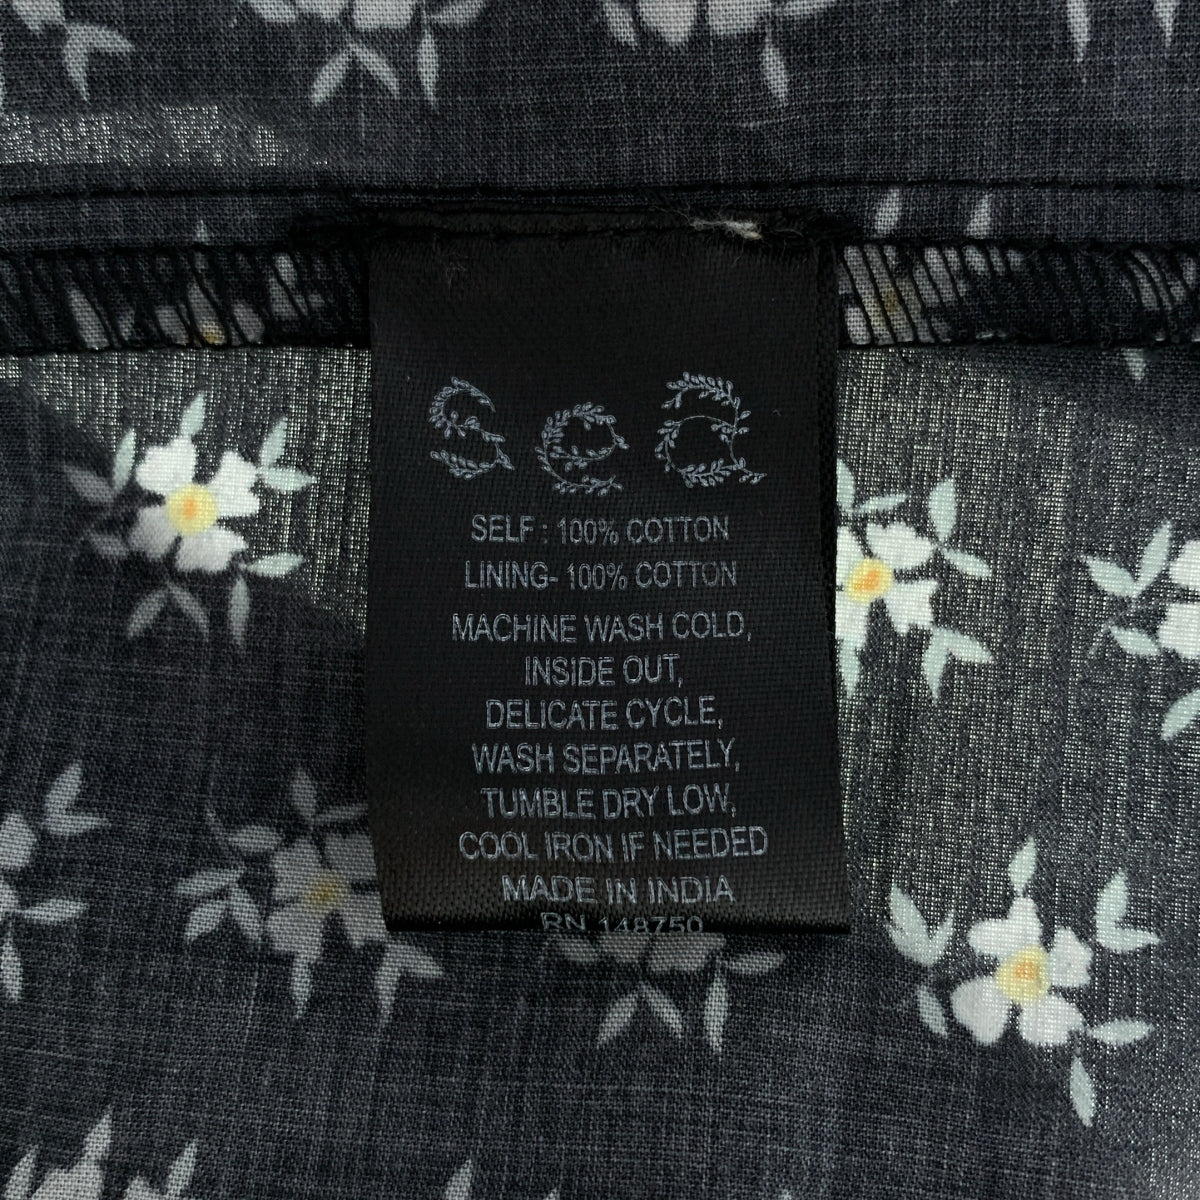 SELF : 100% COTTON
LINING- 100% COTTON
MACHINE WASH COLD,
INSIDE OUT,
DELICATE CYCLE,
WASH SEPARATELY,
TUMBLE DRY LOW,
COOL IRON IF NEEDED
MADE IN INDIA
RN 148750